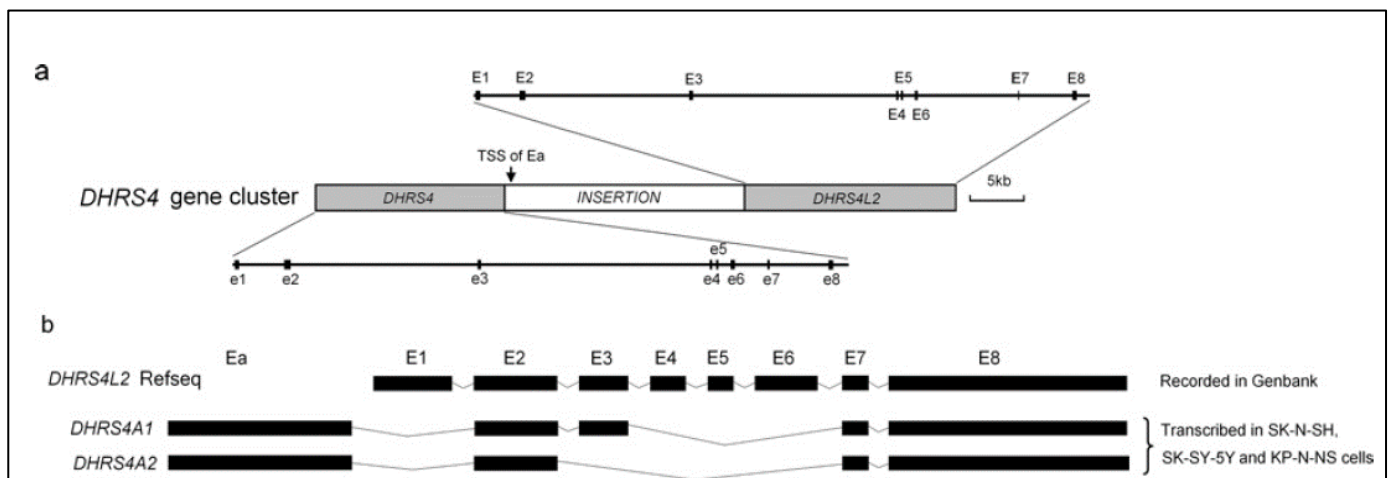 a
E1 E2 E3 E5 E7 E8
E4 E6
TSS of Ea
DHRS4 gene cluster
DHRS4 INSERTION DHRS4L2 5kb
e5
e1 e2 e3 e4 e6 e7 e8
b
Ea E1 E2 E3 E4 E5 E6 E7 E8
DHRS4L2 Refseq Recorded in Genbank
DHRS4A1 Transcribed in SK-N-SH,
DHRS4A2 SK-SY-5Y and KP-N-NS cells